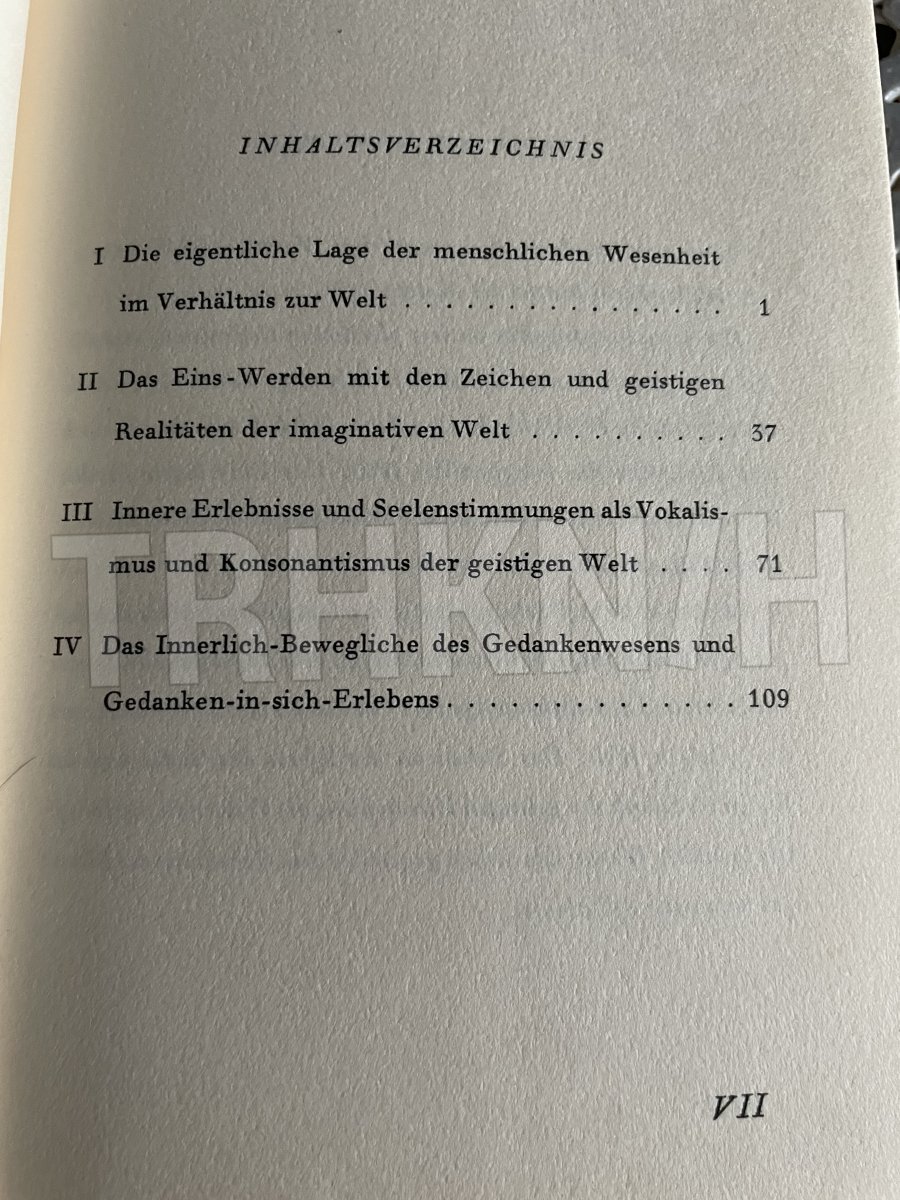 INHALTSVERZEICHNIS
I Die eigentliche Lage der menschlichen Wesenheit
im Verhältnis zur Welt . . . . . . . . . . . . . . . 1
II Das Eins-Werden mit den Zeichen und geistigen
Realitäten der imaginativen Welt . . . . . . . . . . 37
III Innere Erlebnisse und Seelenstimmungen als Vokalis-
mus und Konsonantismus der geistigen Welt . . . . 71
IV Das Innerlich-Bewegliche des Gedankenwesens und
Gedanken-in-sich-Erlebens . . . . . . . . . . . . . . 109
VII
TRHKN/H